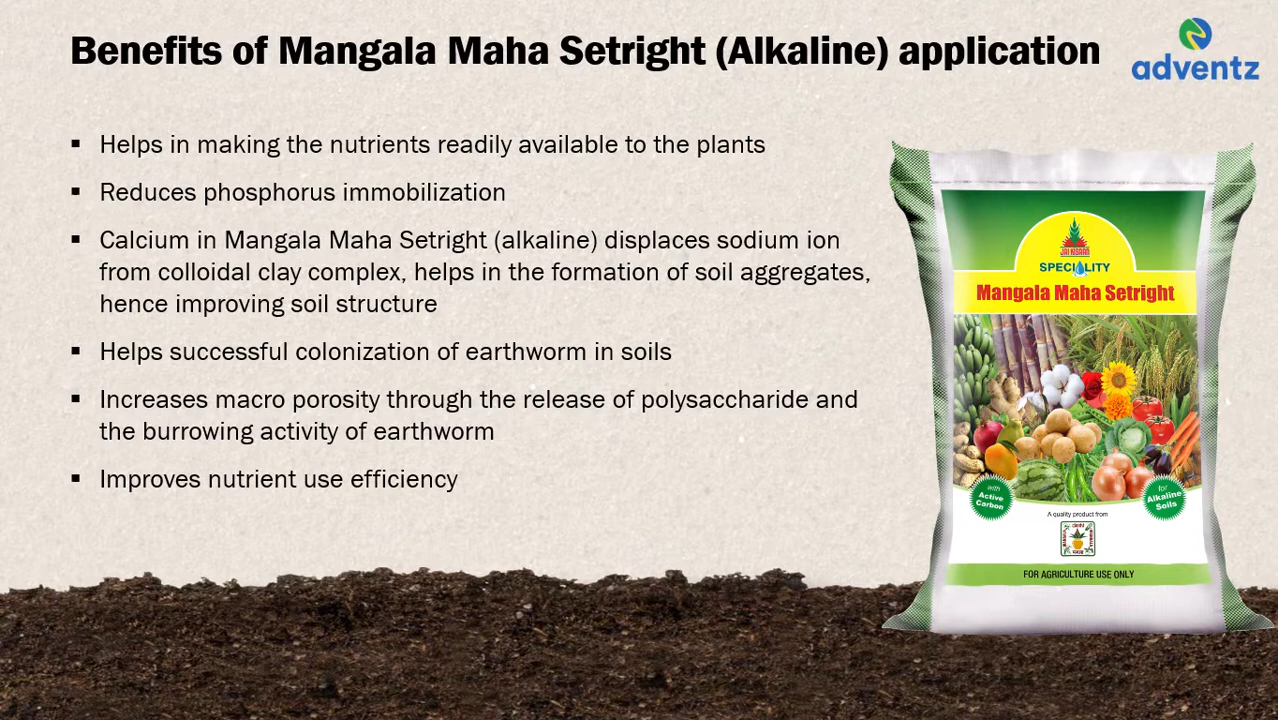 Benefits of Mangala Maha Setright (Alkaline) application
adventz
▪ Helps in making the nutrients readily available to the plants
▪ Reduces phosphorus immobilization
▪ Calcium in Mangala Maha Setright (alkaline) displaces sodium ion
from colloidal clay complex, helps in the formation of soil aggregates,
hence improving soil structure
▪ Helps successful colonization of earthworm in soils
▪ Increases macro porosity through the release of polysaccharide and
the burrowing activity of earthworm
▪ Improves nutrient use efficiency
JAI KISAAN
SPECIALITY
Mangala Maha Setright
with
Active
Carbon
for
Alkaline
Soils
A quality product from
FOR AGRICULTURE USE ONLY